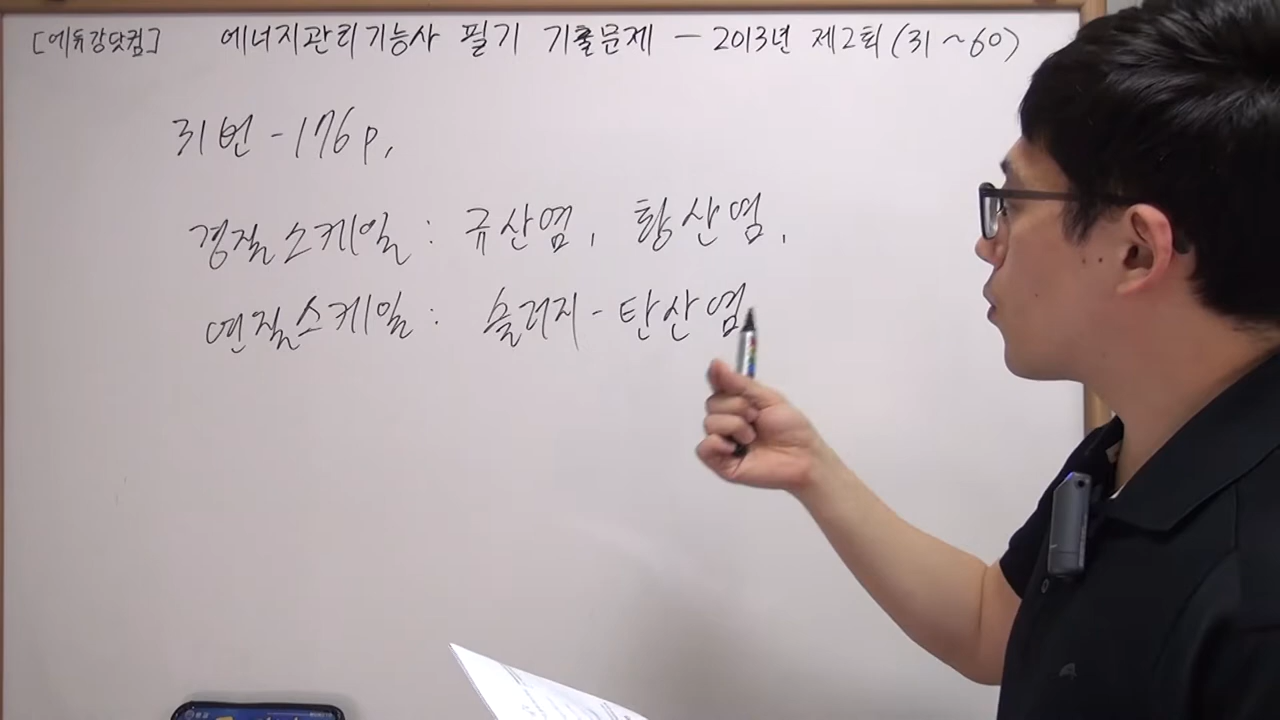 [에듀강닷컴] 에너지관리기능사 필기 기출문제 - 2013년 제2회(31~60)
31번 - 176p,
경질스케일 : 규산염, 황산염,
연질스케일 : 슬러지 - 탄산염